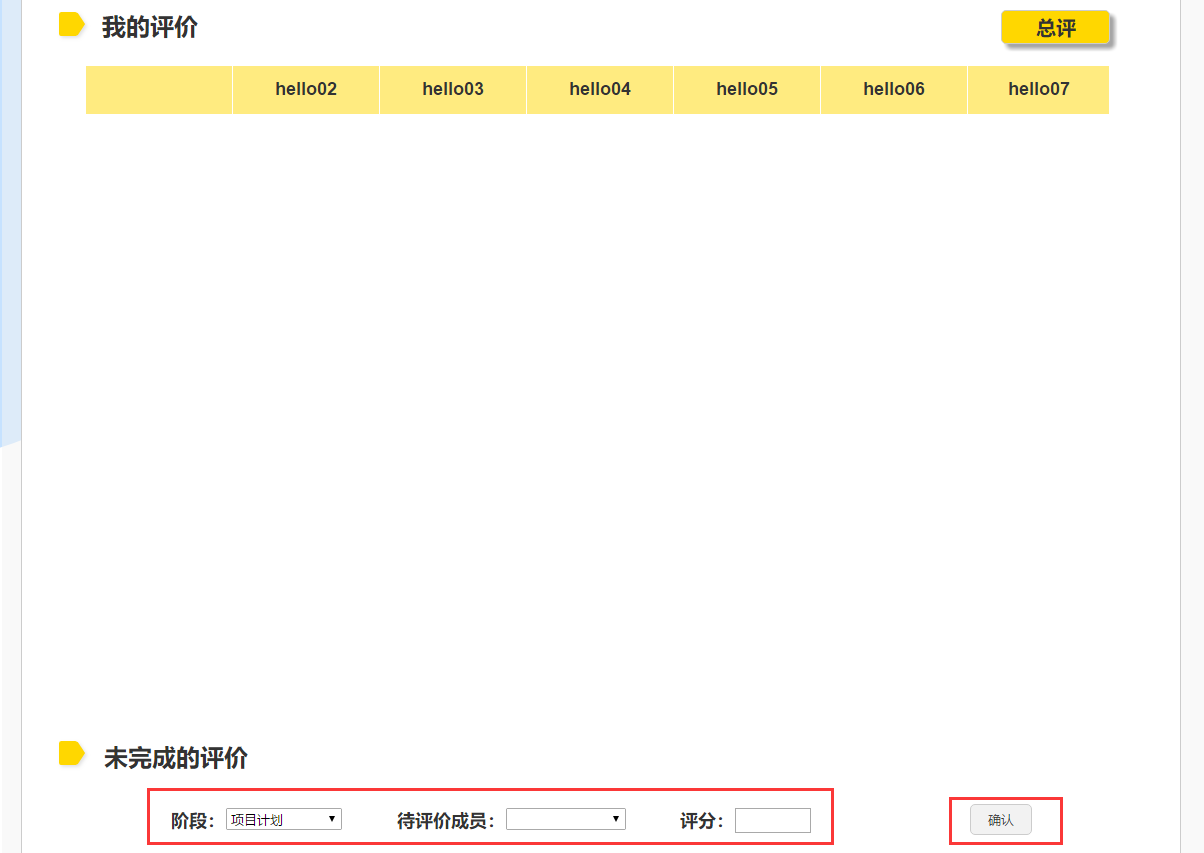 我的评价
总评
hello02 hello03 hello04 hello05 hello06 hello07
未完成的评价
阶段： 项目计划 待评价成员： 评分： 确认